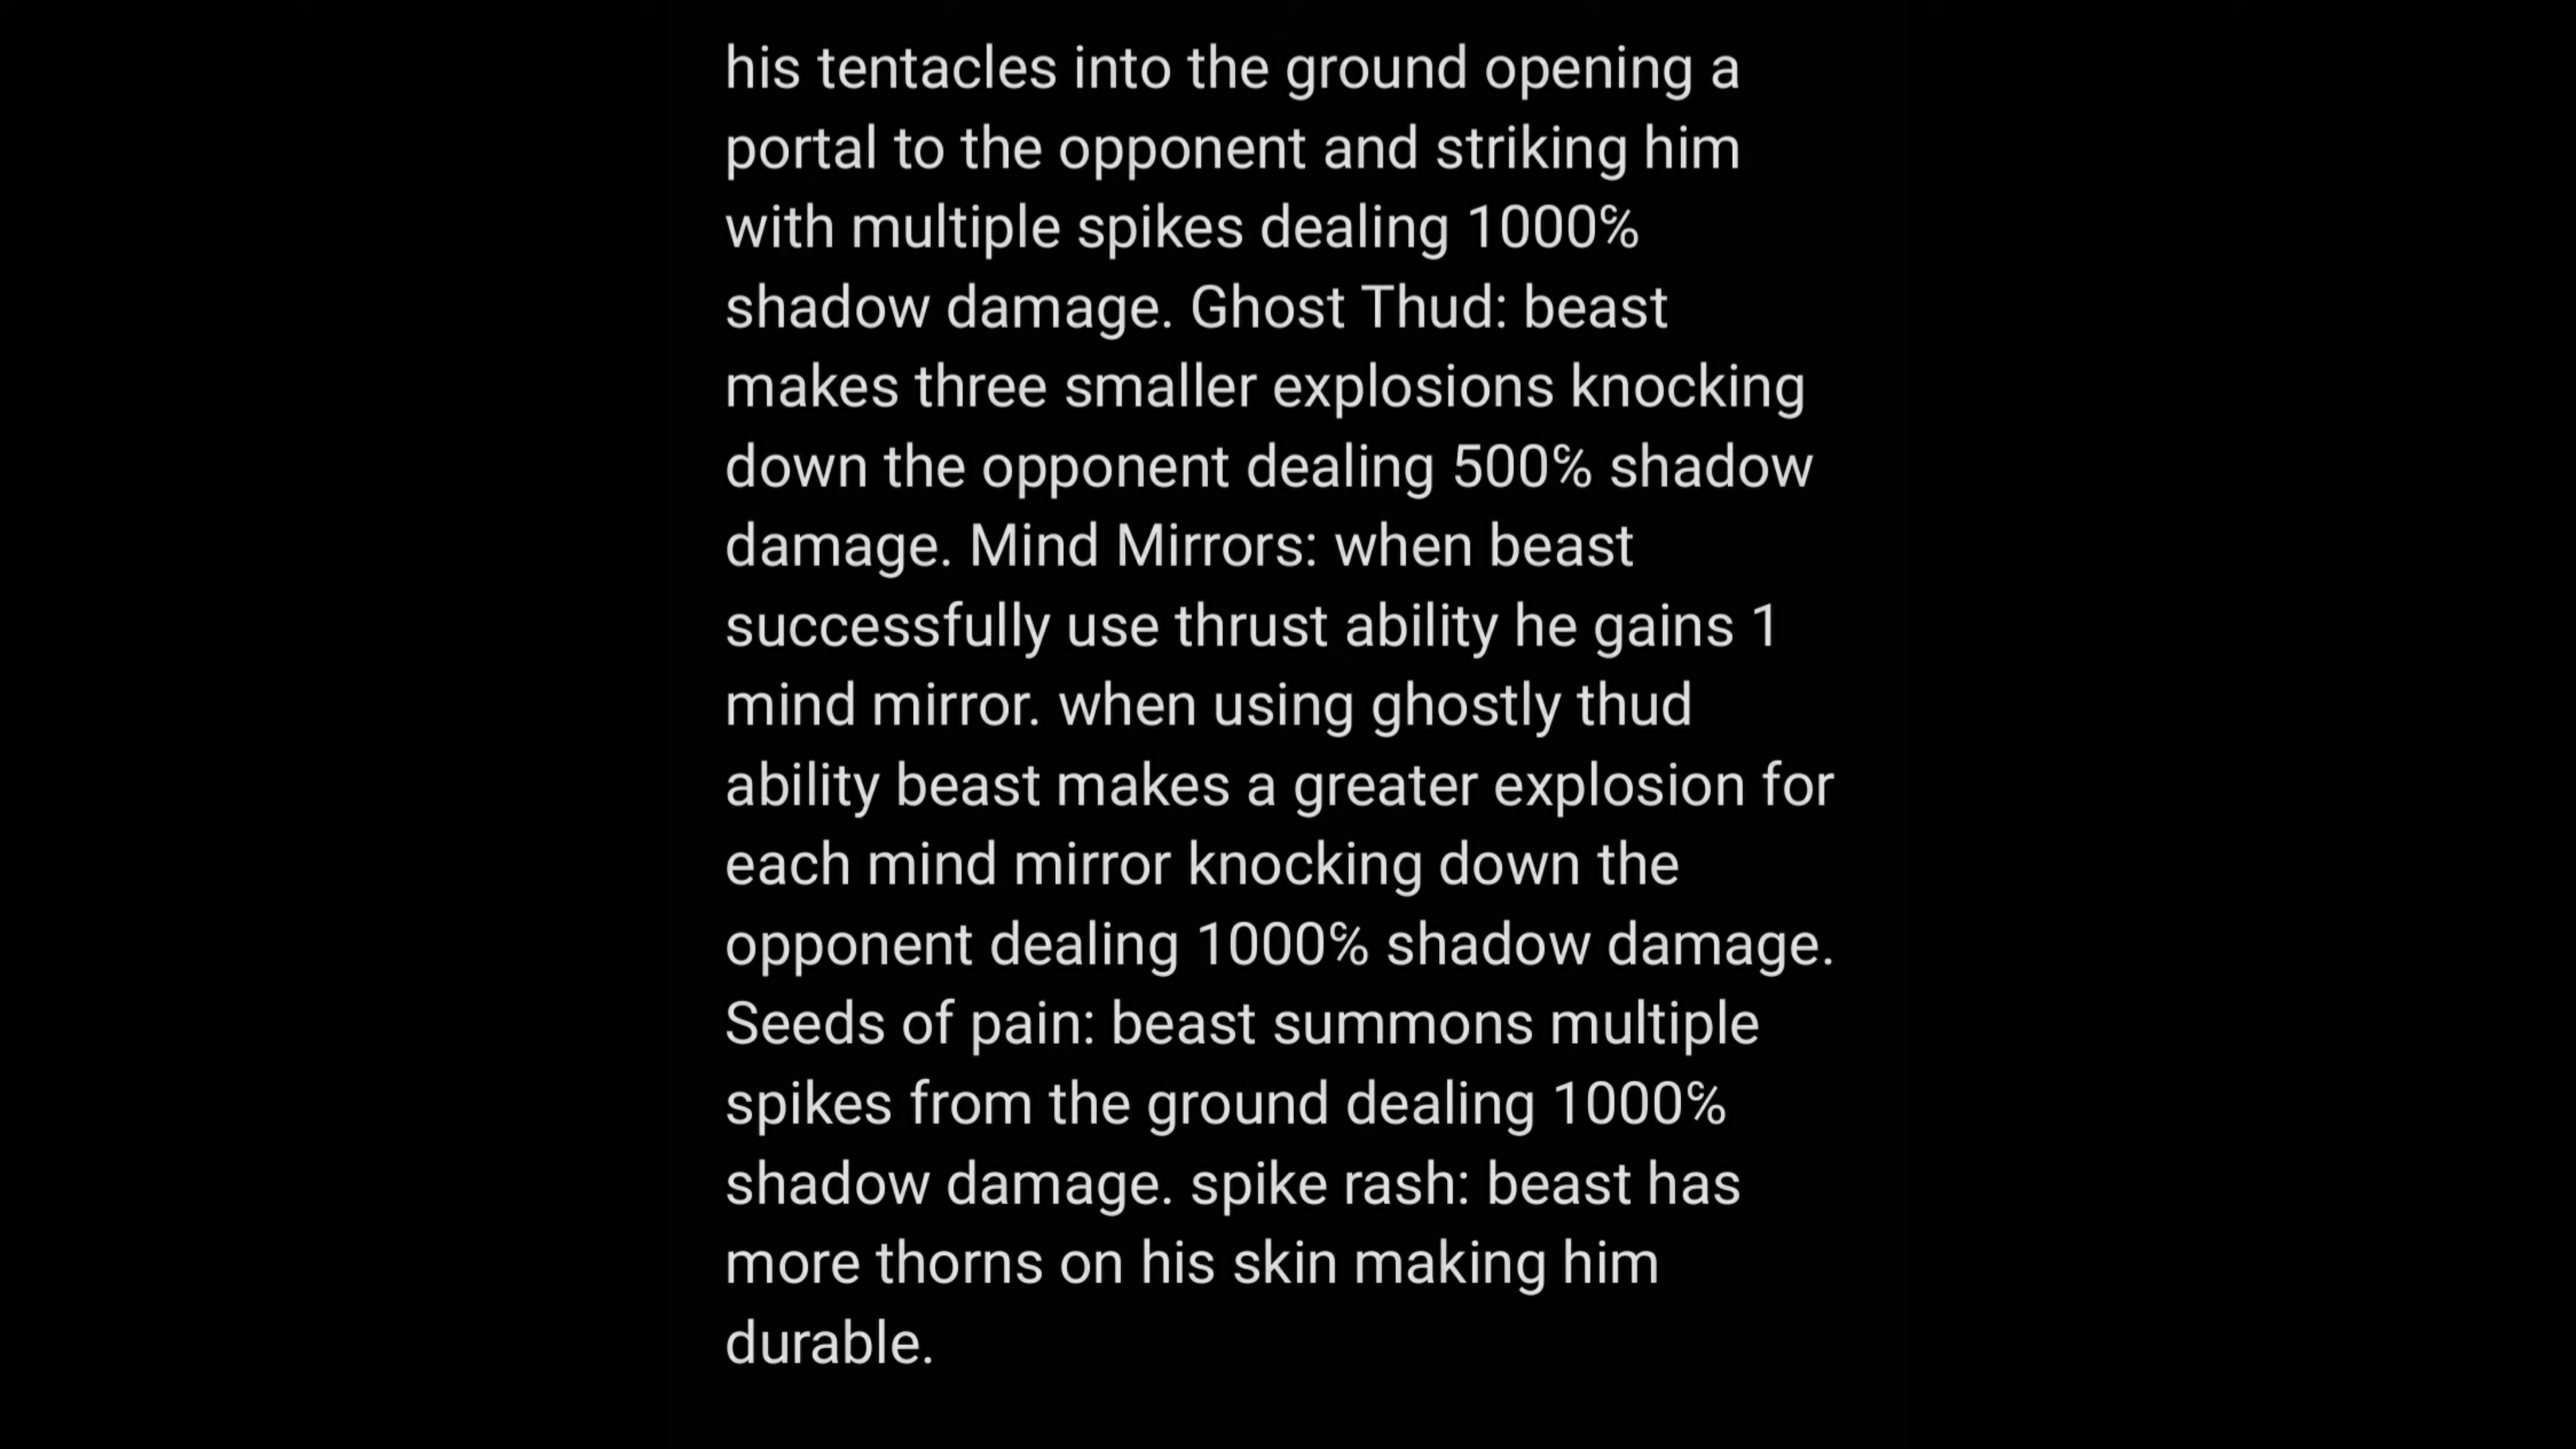 his tentacles into the ground opening a
portal to the opponent and striking him
with multiple spikes dealing 1000℅
shadow damage. Ghost Thud: beast
makes three smaller explosions knocking
down the opponent dealing 500℅ shadow
damage. Mind Mirrors: when beast
successfully use thrust ability he gains 1
mind mirror. when using ghostly thud
ability beast makes a greater explosion for
each mind mirror knocking down the
opponent dealing 1000℅ shadow damage.
Seeds of pain: beast summons multiple
spikes from the ground dealing 1000℅
shadow damage. spike rash: beast has
more thorns on his skin making him
durable.